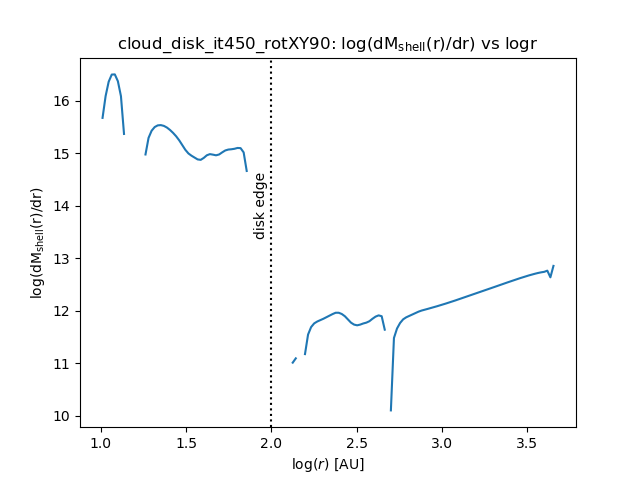 cloud_disk_it450_rotXY90: log(dM_shell(r)/dr) vs logr
log(dM_shell(r)/dr)
16
15
14
13
12
11
10
disk edge
1.0 1.5 2.0 2.5 3.0 3.5
log(r) [AU]